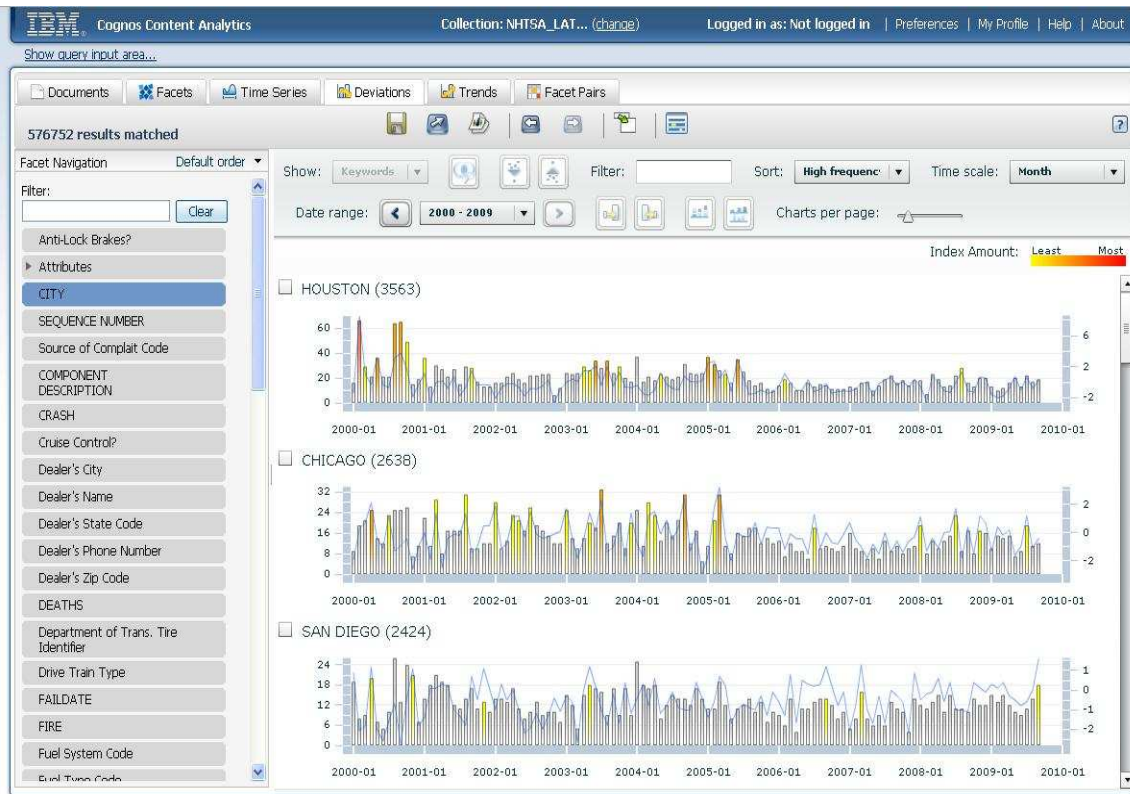 IBM. Cognos Content Analytics Collection: NHTSA_LAT... (change) Logged in as: Not logged in | Preferences | My Profile | Help | About
Show query input area...
Documents Facets Time Series Deviations Trends Facet Pairs
576752 results matched
Facet Navigation Default order
Filter:
Clear
Anti-Lock Brakes?
Attributes
CITY
SEQUENCE NUMBER
Source of Complait Code
COMPONENT
DESCRIPTION
CRASH
Cruise Control?
Dealer's City
Dealer's Name
Dealer's State Code
Dealer's Phone Number
Dealer's Zip Code
DEATHS
Department of Trans. Tire
Identifier
Drive Train Type
FAILDATE
FIRE
Fuel System Code
Fuel Type Code
Show: Keywords Filter: Sort: High frequenc Time scale: Month
Date range: 2000 - 2009 Charts per page:
Index Amount: Least Most
HOUSTON (3563)
60
40
20
0
6
2
-2
2000-01 2001-01 2002-01 2003-01 2004-01 2005-01 2006-01 2007-01 2008-01 2009-01 2010-01
CHICAGO (2638)
32
24
16
8
0
2
0
-2
2000-01 2001-01 2002-01 2003-01 2004-01 2005-01 2006-01 2007-01 2008-01 2009-01 2010-01
SAN DIEGO (2424)
24
18
12
6
0
1
0
-1
-2
2000-01 2001-01 2002-01 2003-01 2004-01 2005-01 2006-01 2007-01 2008-01 2009-01 2010-01